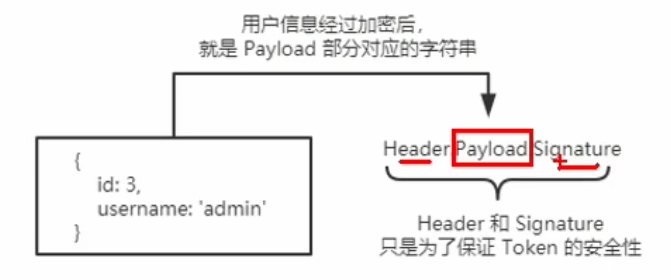 用户信息经过加密后，
就是 Payload 部分对应的字符串
{
id: 3,
username: 'admin'
}
Header.Payload.Signature
Header 和 Signature
只是为了保证 Token 的安全性